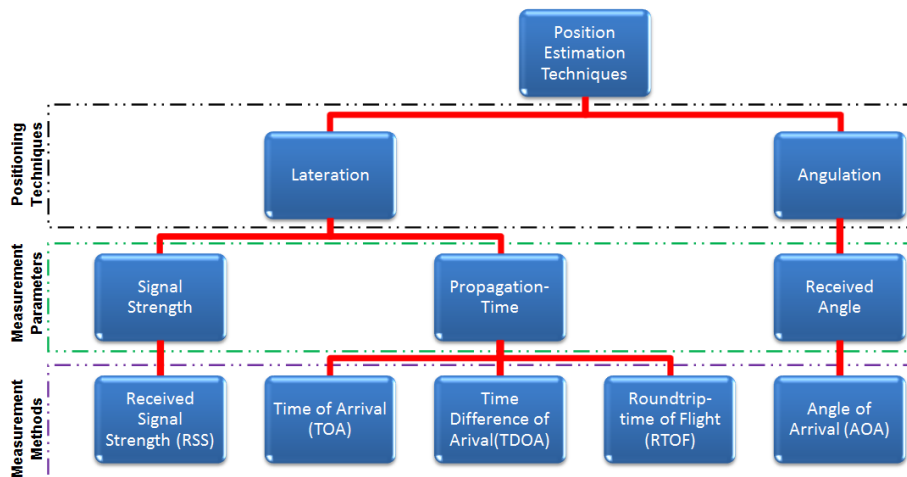 Position
Estimation
Techniques
Positioning
Techniques
Lateration
Angulation
Measurement
Parameters
Signal
Strength
Propagation-
Time
Received
Angle
Measurement
Methods
Received
Signal
Strength (RSS)
Time of Arrival
(TOA)
Time
Difference of
Arival(TDOA)
Roundtrip-
time of Flight
(RTOF)
Angle of
Arrival (AOA)